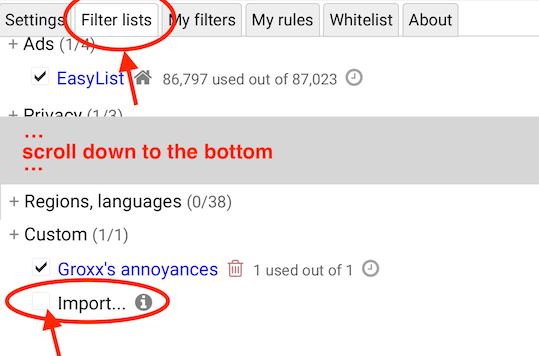 Settings Filter lists My filters My rules Whitelist About
+ Ads (1/4)
EasyList 86,797 used out of 87,023
+ Privacy (1/3)
...
scroll down to the bottom
...
+ Regions, languages (0/38)
+ Custom (1/1)
Groxx's annoyances 1 used out of 1
Import...